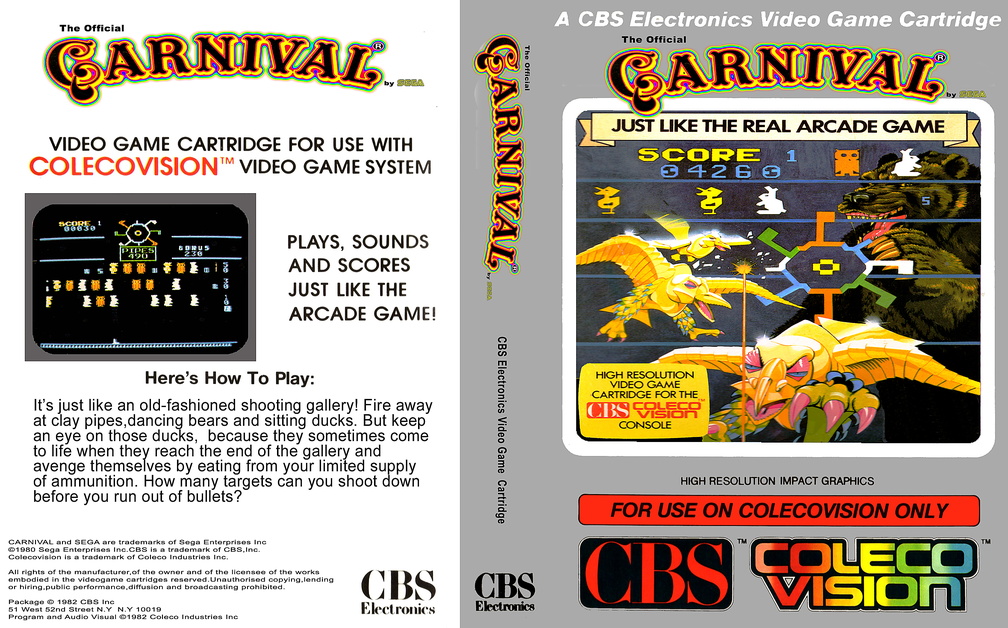 The Official
CARNIVAL®
by SEGA
VIDEO GAME CARTRIDGE FOR USE WITH
COLECOVISION™ VIDEO GAME SYSTEM
SCORE 1
00030
PIPES
490
BONUS
230
PLAYS, SOUNDS
AND SCORES
JUST LIKE THE
ARCADE GAME!
Here's How To Play:
It's just like an old-fashioned shooting gallery! Fire away
at clay pipes,dancing bears and sitting ducks. But keep
an eye on those ducks, because they sometimes come
to life when they reach the end of the gallery and
avenge themselves by eating from your limited supply
of ammunition. How many targets can you shoot down
before you run out of bullets?
CARNIVAL and SEGA are trademarks of Sega Enterprises Inc
©1980 Sega Enterprises Inc.CBS is a trademark of CBS,Inc.
Colecovision is a trademark of Coleco Industries Inc.
All rights of the manufacturer,of the owner and of the licensee of the works
embodied in the videogame cartridges reserved.Unauthorised copying,lending
or hiring,public performance,diffusion and broadcasting prohibited.
Package © 1982 CBS Inc
51 West 52nd Street N.Y N.Y 10019
Program and Audio Visual ©1982 Coleco Industries Inc
CBS
Electronics
The Official
CARNIVAL®
by SEGA
CBS Electronics Video Game Cartridge
CBS
Electronics
A CBS Electronics Video Game Cartridge
The Official
CARNIVAL®
by SEGA
JUST LIKE THE REAL ARCADE GAME
SCORE 1
04260
5
HIGH RESOLUTION
VIDEO GAME
CARTRIDGE FOR THE
CBS COLECO
VISION
CONSOLE
HIGH RESOLUTION IMPACT GRAPHICS
FOR USE ON COLECOVISION ONLY
CBS™
COLECO™
VISION